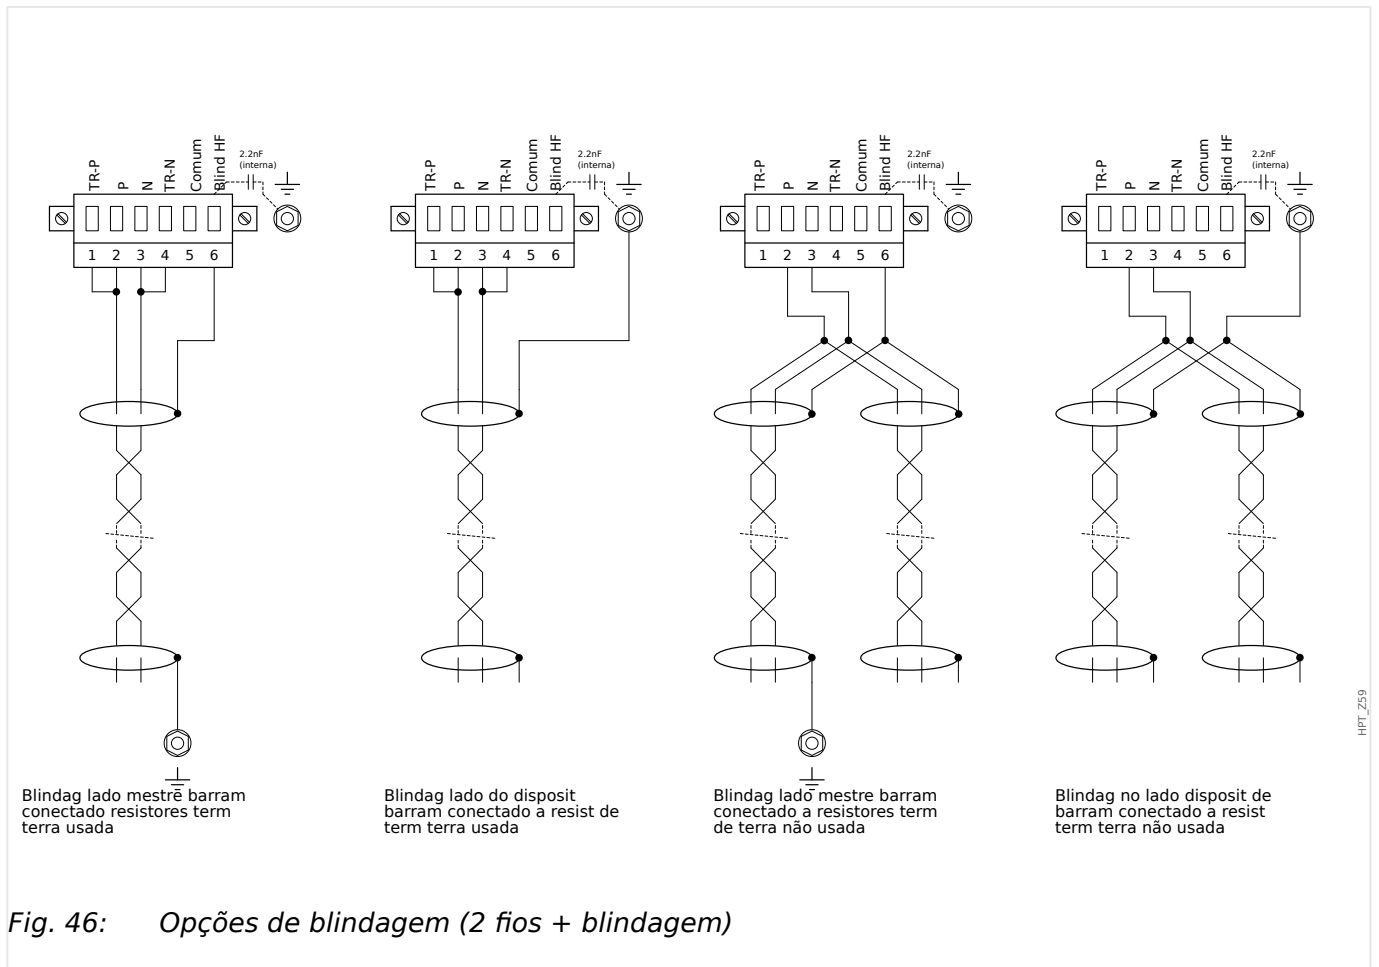 TR-P
P
N
TR-N
Comum
Blind HF
2.2nF
(interna)
1 2 3 4 5 6
TR-P
P
N
TR-N
Comum
Blind HF
2.2nF
(interna)
1 2 3 4 5 6
TR-P
P
N
TR-N
Comum
Blind HF
2.2nF
(interna)
1 2 3 4 5 6
TR-P
P
N
TR-N
Comum
Blind HF
2.2nF
(interna)
1 2 3 4 5 6
HPT_Z59
Blindag lado mestre barram
conectado resistores term
terra usada
Blindag lado do disposit
barram conectado a resist de
term terra usada
Blindag lado mestre barram
conectado a resistores term
de terra não usada
Blindag no lado disposit de
barram conectado a resist
term terra não usada
Fig. 46: Opções de blindagem (2 fios + blindagem)